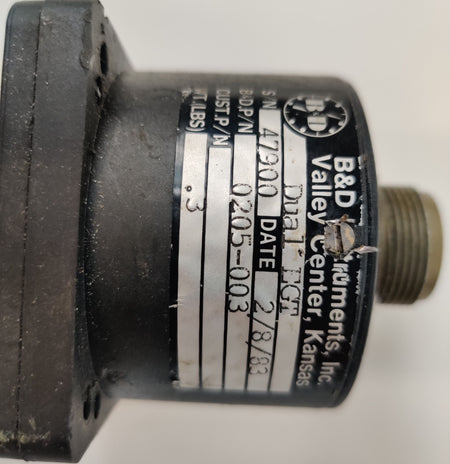 B&D
B&D Instruments, Inc
Valley Center, Kansas
Dual EGT
S/N 47900 DATE 2/8/83
B&D.P/N 0205-003
CUST.P/N
WT.(LBS) .3